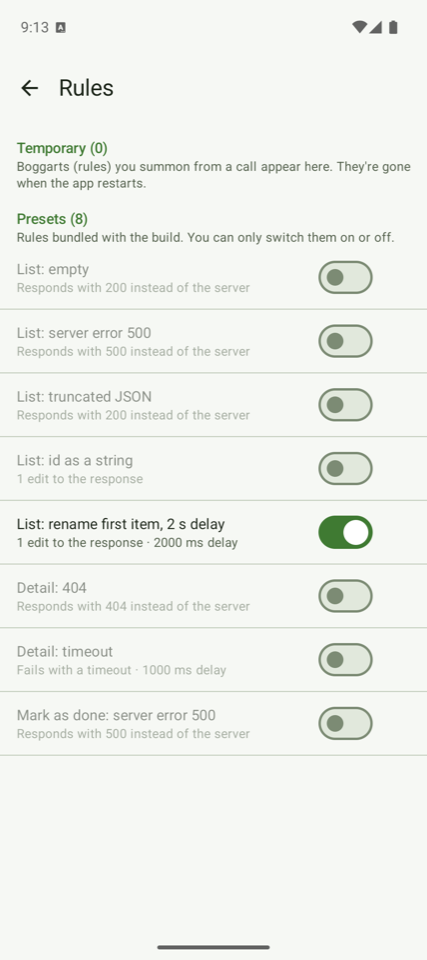 9:13
Rules
Temporary (0)
Boggarts (rules) you summon from a call appear here. They're gone
when the app restarts.
Presets (8)
Rules bundled with the build. You can only switch them on or off.
List: empty
Responds with 200 instead of the server
List: server error 500
Responds with 500 instead of the server
List: truncated JSON
Responds with 200 instead of the server
List: id as a string
1 edit to the response
List: rename first item, 2 s delay
1 edit to the response · 2000 ms delay
Detail: 404
Responds with 404 instead of the server
Detail: timeout
Fails with a timeout · 1000 ms delay
Mark as done: server error 500
Responds with 500 instead of the server